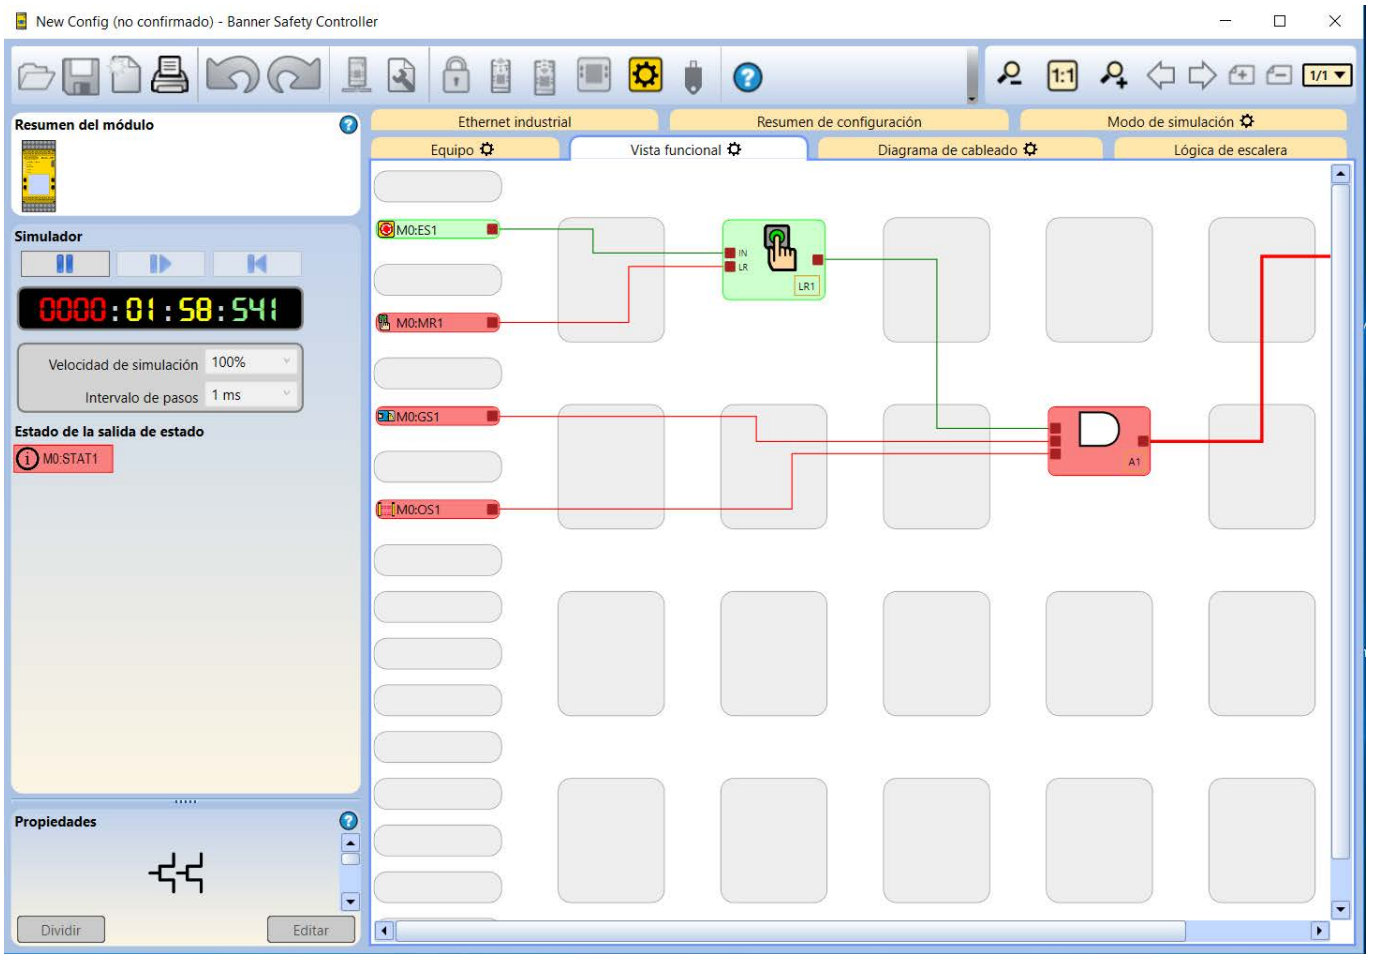 New Config (no confirmado) - Banner Safety Controller
1:1
1/1
Resumen del módulo
Simulador
0000:01:58:541
Velocidad de simulación 100%
Intervalo de pasos 1 ms
Estado de la salida de estado
M0:STAT1
Propiedades
Dividir
Editar
Ethernet industrial
Resumen de configuración
Modo de simulación
Equipo
Vista funcional
Diagrama de cableado
Lógica de escalera
M0:ES1
IN
LR
LR1
M0:MR1
M0:GS1
A1
M0:OS1